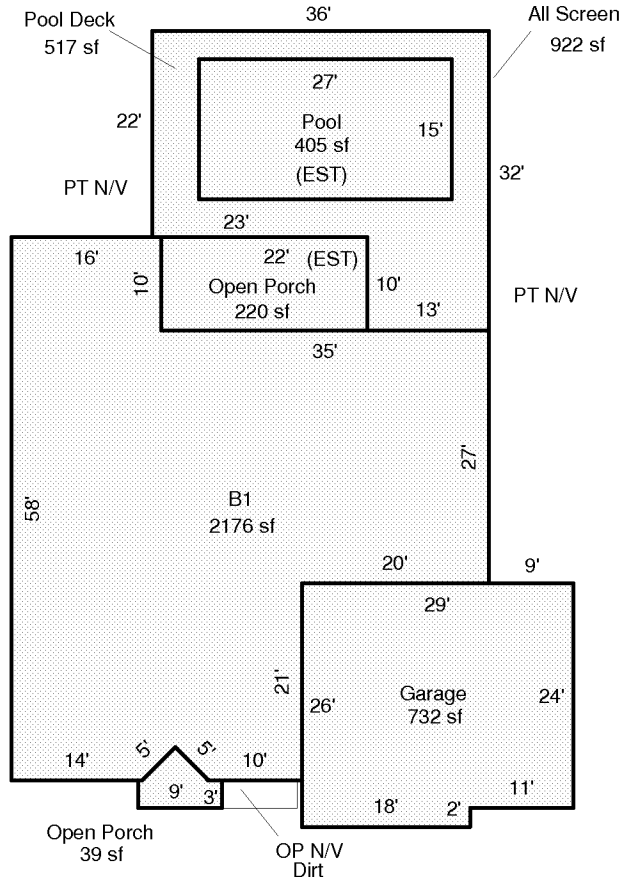 36'
Pool Deck
517 sf
All Screen
922 sf
27'
Pool
405 sf
(EST)
15'
22'
32'
PT N/V
23'
16'
10'
22'
(EST)
Open Porch
220 sf
10'
13'
PT N/V
35'
27'
58'
B1
2176 sf
20'
9'
29'
21'
26'
Garage
732 sf
24'
14'
5'
5'
10'
9'
3'
11'
18'
2'
Open Porch
39 sf
OP N/V
Dirt